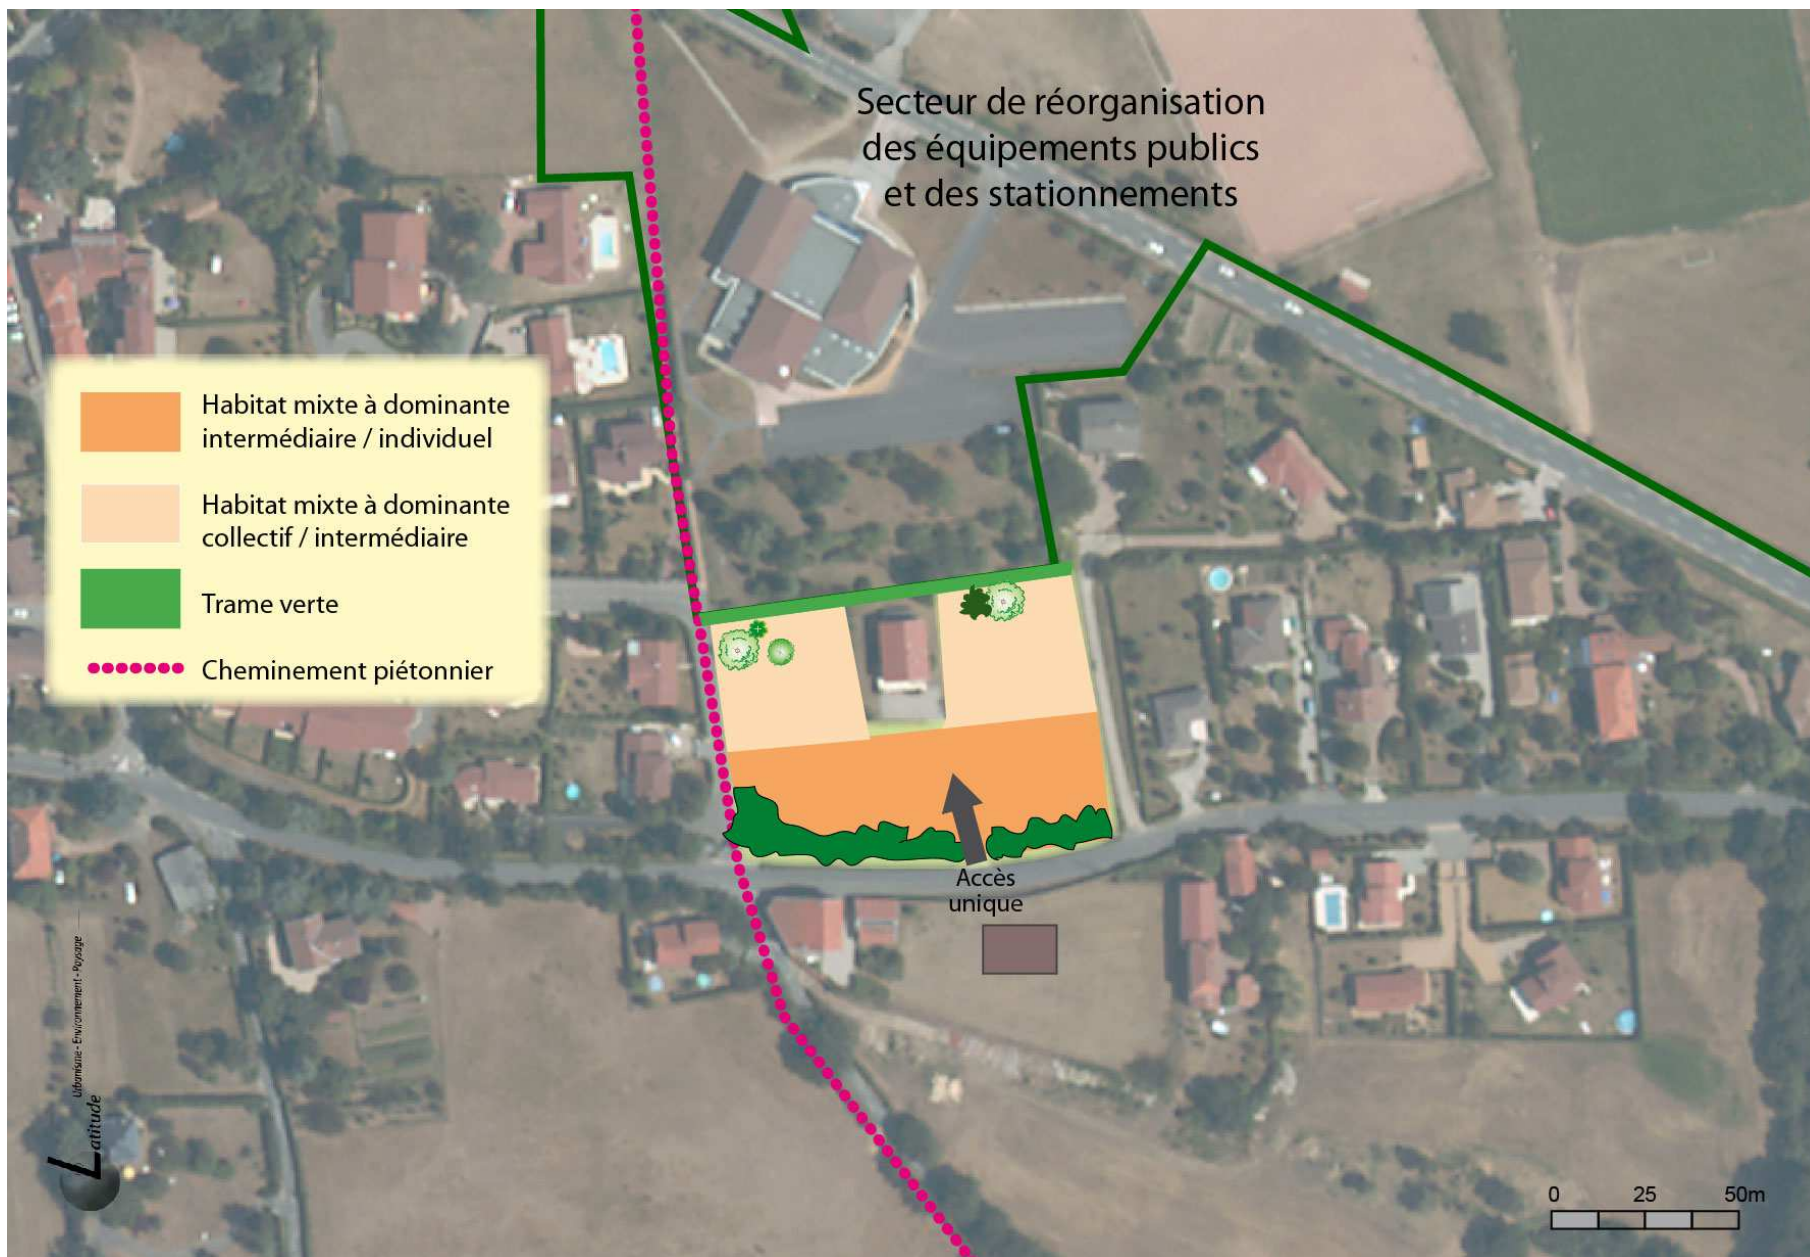 Secteur de réorganisation
des équipements publics
et des stationnements
Habitat mixte à dominante
intermédiaire / individuel
Habitat mixte à dominante
collectif / intermédiaire
Trame verte
Cheminement piétonnier
Accès
unique
Latitude
Urbanisme - Environnement - Paysage
0 25 50m